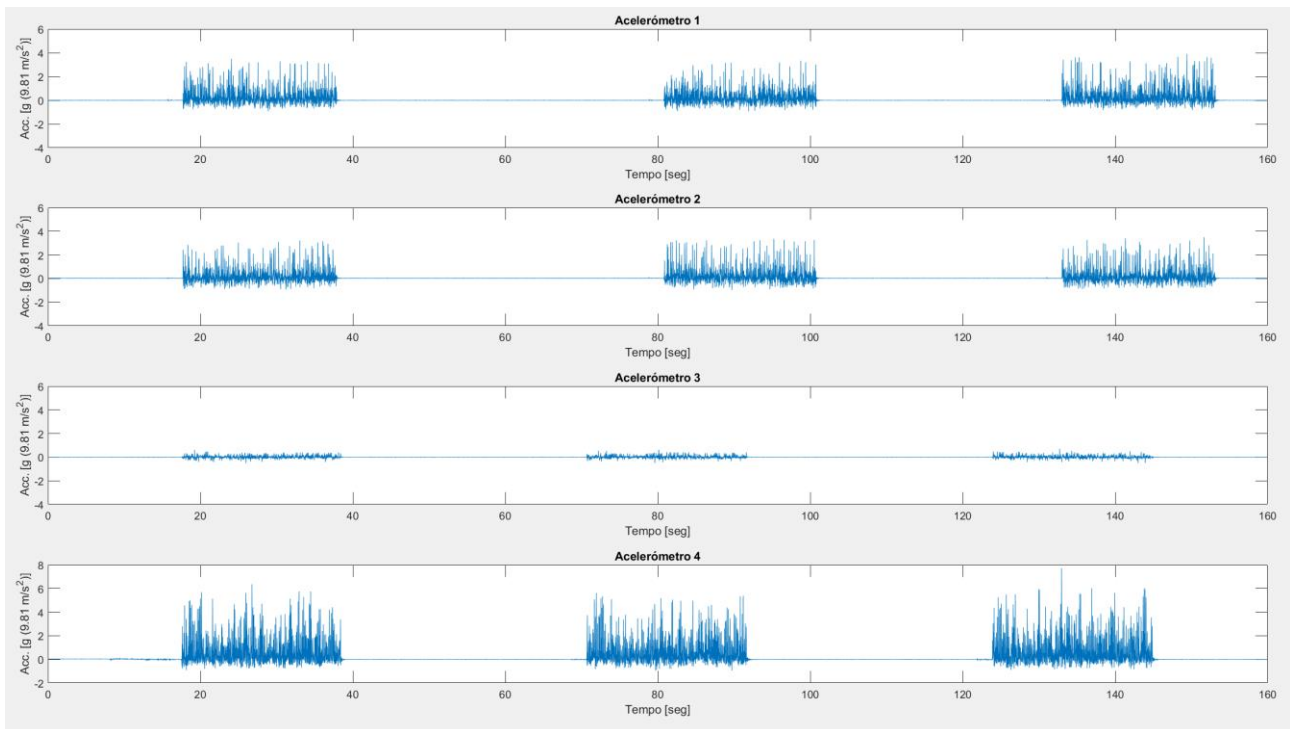 Acelerómetro 1
Acc. [g (9.81 m/s²)]
6
4
2
0
-2
-4
0 20 40 60 80 100 120 140 160
Tempo [seg]
Acelerómetro 2
Acc. [g (9.81 m/s²)]
6
4
2
0
-2
-4
0 20 40 60 80 100 120 140 160
Tempo [seg]
Acelerómetro 3
Acc. [g (9.81 m/s²)]
6
4
2
0
-2
-4
0 20 40 60 80 100 120 140 160
Tempo [seg]
Acelerómetro 4
Acc. [g (9.81 m/s²)]
8
6
4
2
0
-2
0 20 40 60 80 100 120 140 160
Tempo [seg]